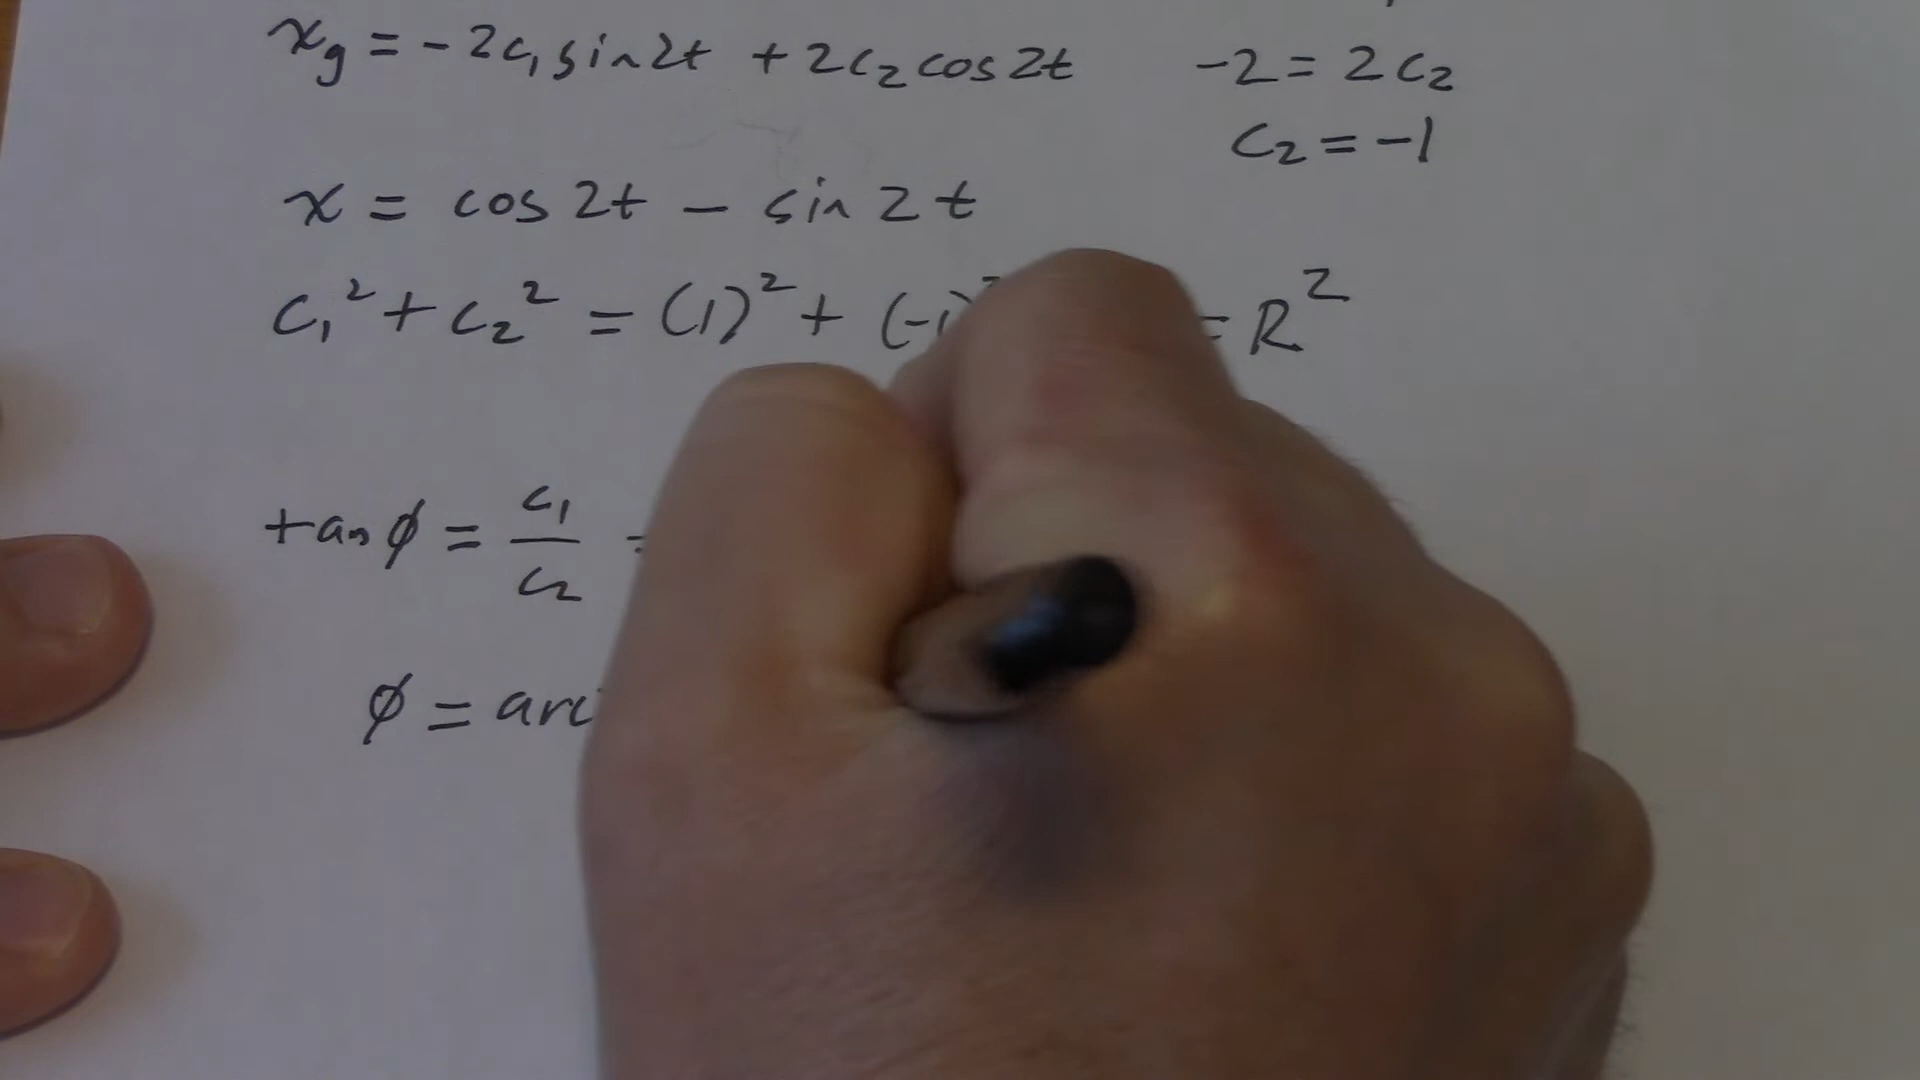 x_g = -2c₁ sin 2t + 2c₂ cos 2t
-2 = 2c₂
c₂ = -1
x = cos 2t - sin 2t
c₁² + c₂² = (1)² + (-1)² = R²
tan ϕ = c₁/c₂ =
ϕ = arc